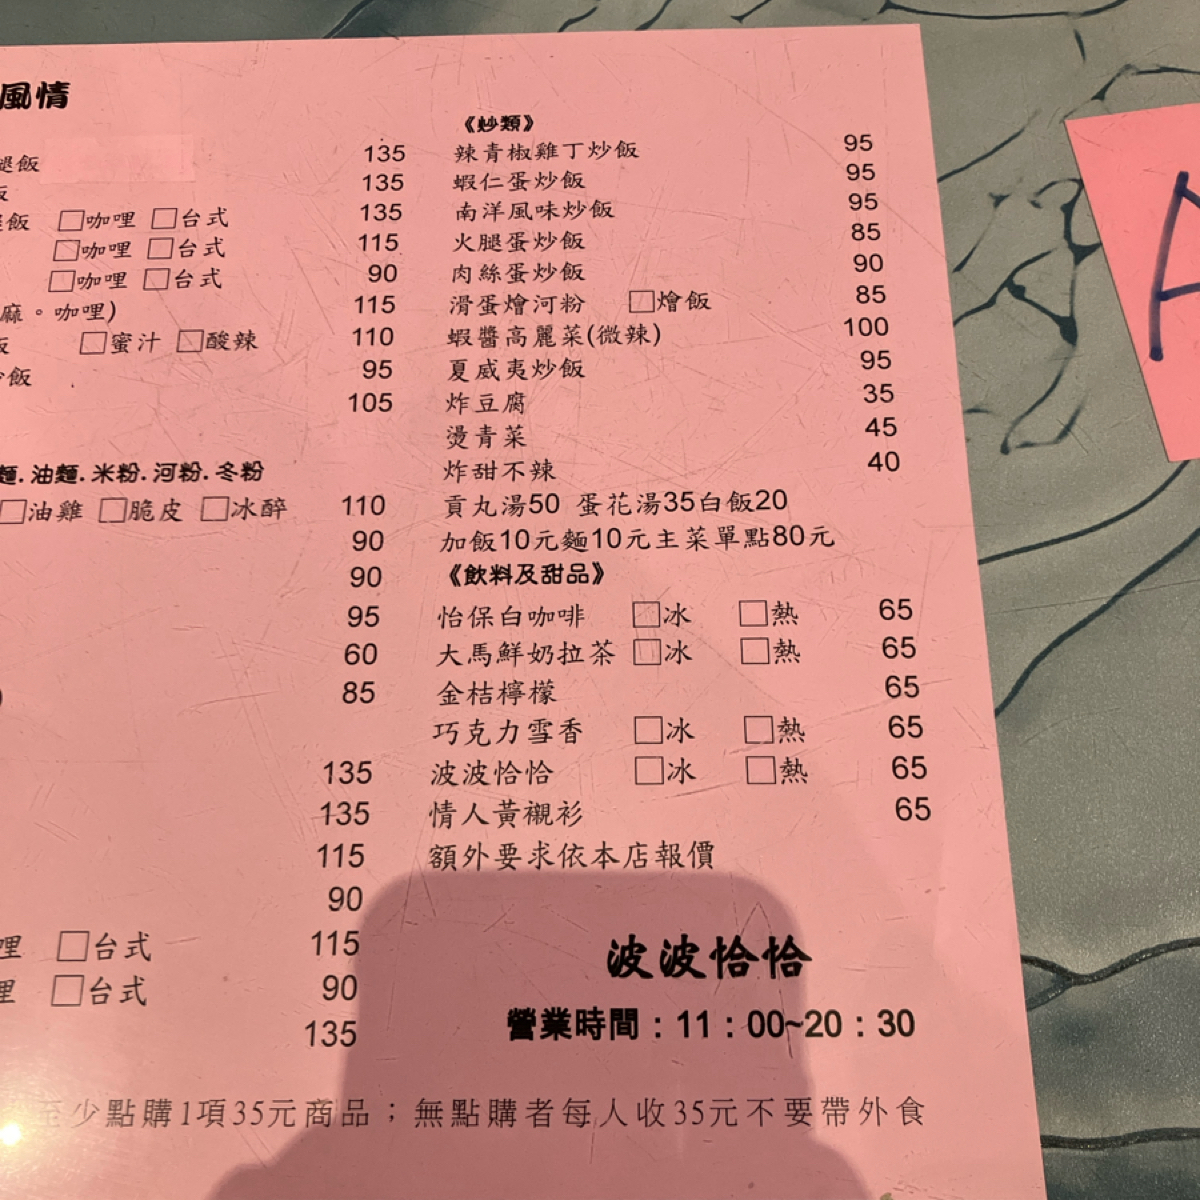 風情
腿飯 135
飯 135
飯 □咖哩 □台式 135
□咖哩 □台式 115
□咖哩 □台式 90
麻。咖哩) 115
飯 □蜜汁 □酸辣 110
炒飯 95
105
麵.油麵.米粉.河粉.冬粉
□油雞 □脆皮 □冰醉 110
90
90
95
60
) 85
135
135
115
90
哩 □台式 115
哩 □台式 90
135
《炒類》
辣青椒雞丁炒飯 95
蝦仁蛋炒飯 95
南洋風味炒飯 95
火腿蛋炒飯 85
肉絲蛋炒飯 90
滑蛋燴河粉 □燴飯 85
蝦醬高麗菜(微辣) 100
夏威夷炒飯 95
炸豆腐 35
燙青菜 45
炸甜不辣 40
貢丸湯50 蛋花湯35白飯20
加飯10元麵10元主菜單點80元
《飲料及甜品》
怡保白咖啡 □冰 □熱 65
大馬鮮奶拉茶 □冰 □熱 65
金桔檸檬 65
巧克力雪香 □冰 □熱 65
波波恰恰 □冰 □熱 65
情人黃襯衫 65
額外要求依本店報價
波波恰恰
營業時間：11：00~20：30
至少點購1項35元商品；無點購者每人收35元不要帶外食
A